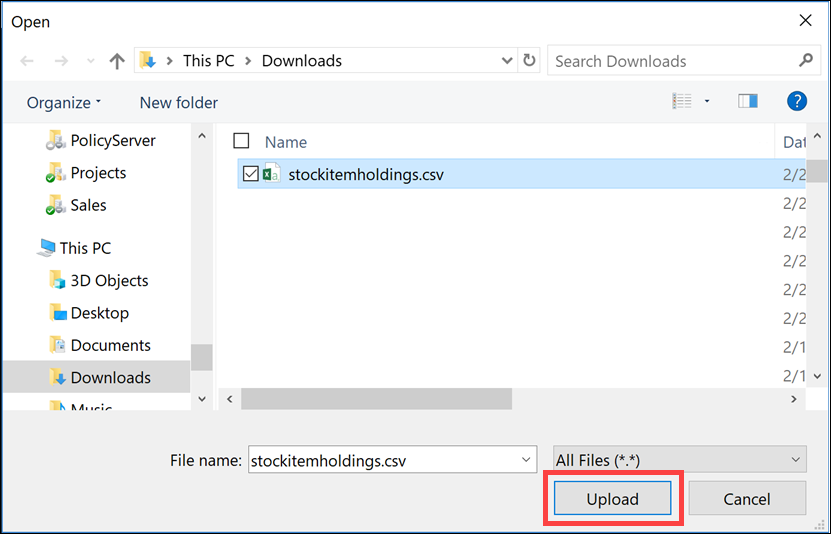 Open
This PC > Downloads
Search Downloads
Organize
New folder
?
PolicyServer
Projects
Sales
This PC
3D Objects
Desktop
Documents
Downloads
Music
Name
Dat
stockitemholdings.csv
2/2
2/2
2/2
2/2
2/2
2/2
2/1
2/1
File name:
stockitemholdings.csv
All Files (*.*)
Upload
Cancel